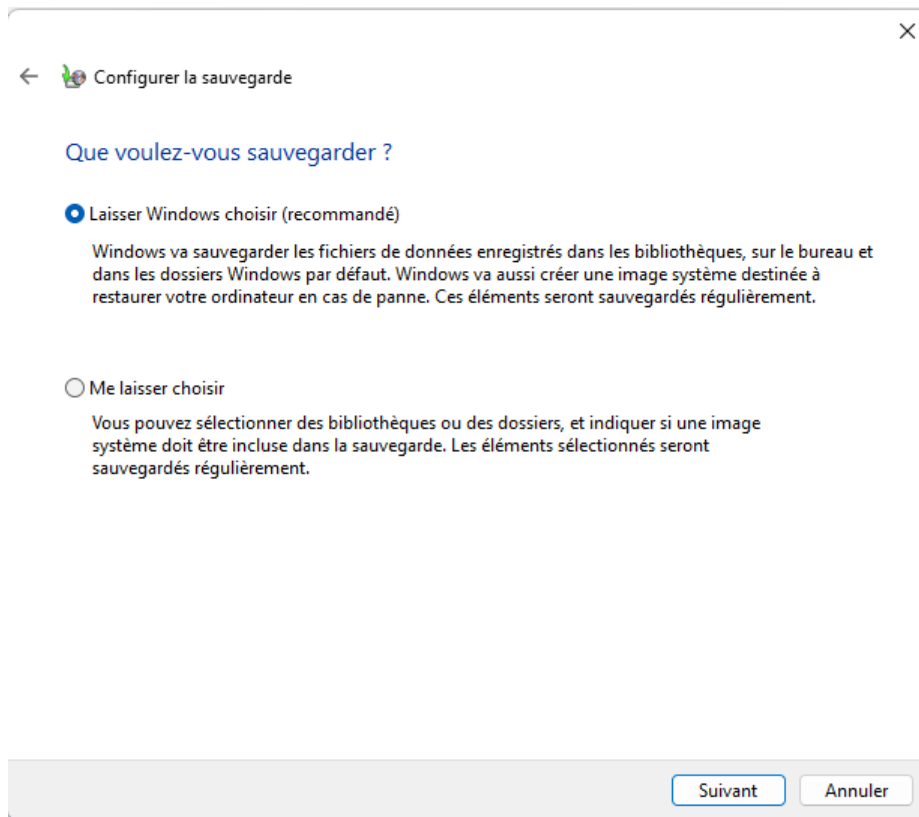 Configurer la sauvegarde
Que voulez-vous sauvegarder ?
Laisser Windows choisir (recommandé)
Windows va sauvegarder les fichiers de données enregistrés dans les bibliothèques, sur le bureau et
dans les dossiers Windows par défaut. Windows va aussi créer une image système destinée à
restaurer votre ordinateur en cas de panne. Ces éléments seront sauvegardés régulièrement.
Me laisser choisir
Vous pouvez sélectionner des bibliothèques ou des dossiers, et indiquer si une image
système doit être incluse dans la sauvegarde. Les éléments sélectionnés seront
sauvegardés régulièrement.
Suivant Annuler